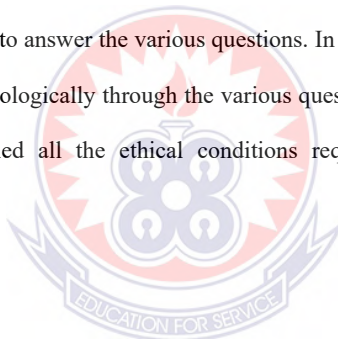 to answer the various questions. In
ologically through the various ques
ed all the ethical conditions req
EDUCATION FOR SERVICE